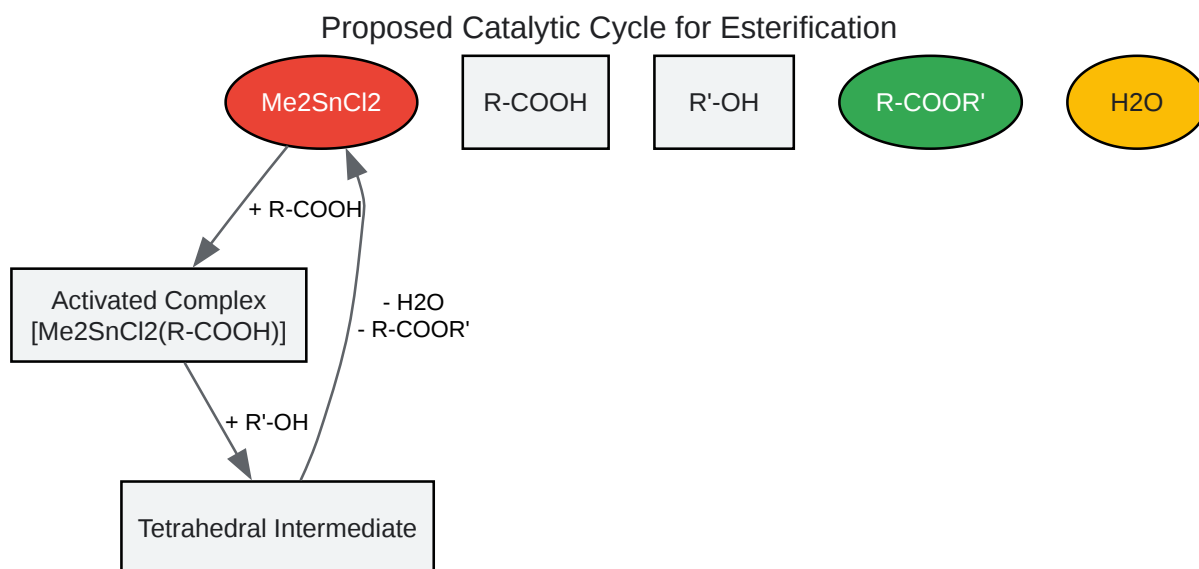 Proposed Catalytic Cycle for Esterification
Me2SnCl2
R-COOH
R'-OH
R-COOR'
H2O
+ R-COOH
Activated Complex
[Me2SnCl2(R-COOH)]
- H2O
- R-COOR'
+ R'-OH
Tetrahedral Intermediate